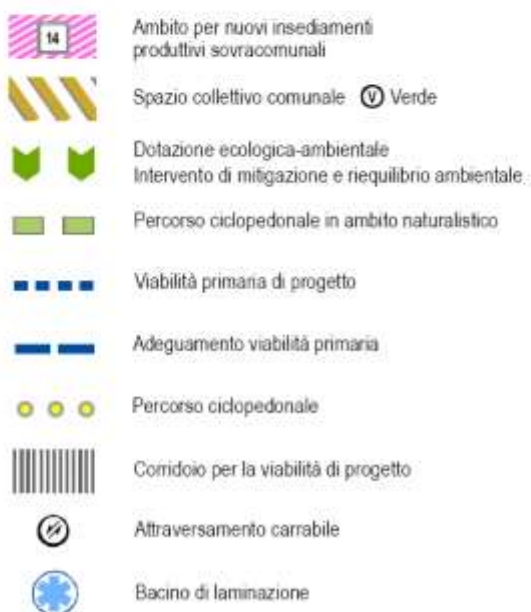 14 Ambito per nuovi insediamenti
produttivi sovracomunali
Spazio collettivo comunale V Verde
Dotazione ecologica-ambientale
Intervento di mitigazione e riequilibrio ambientale
Percorso ciclopedonale in ambito naturalistico
Viabilità primaria di progetto
Adeguamento viabilità primaria
Percorso ciclopedonale
Corridoio per la viabilità di progetto
Attraversamento carrabile
Bacino di laminazione